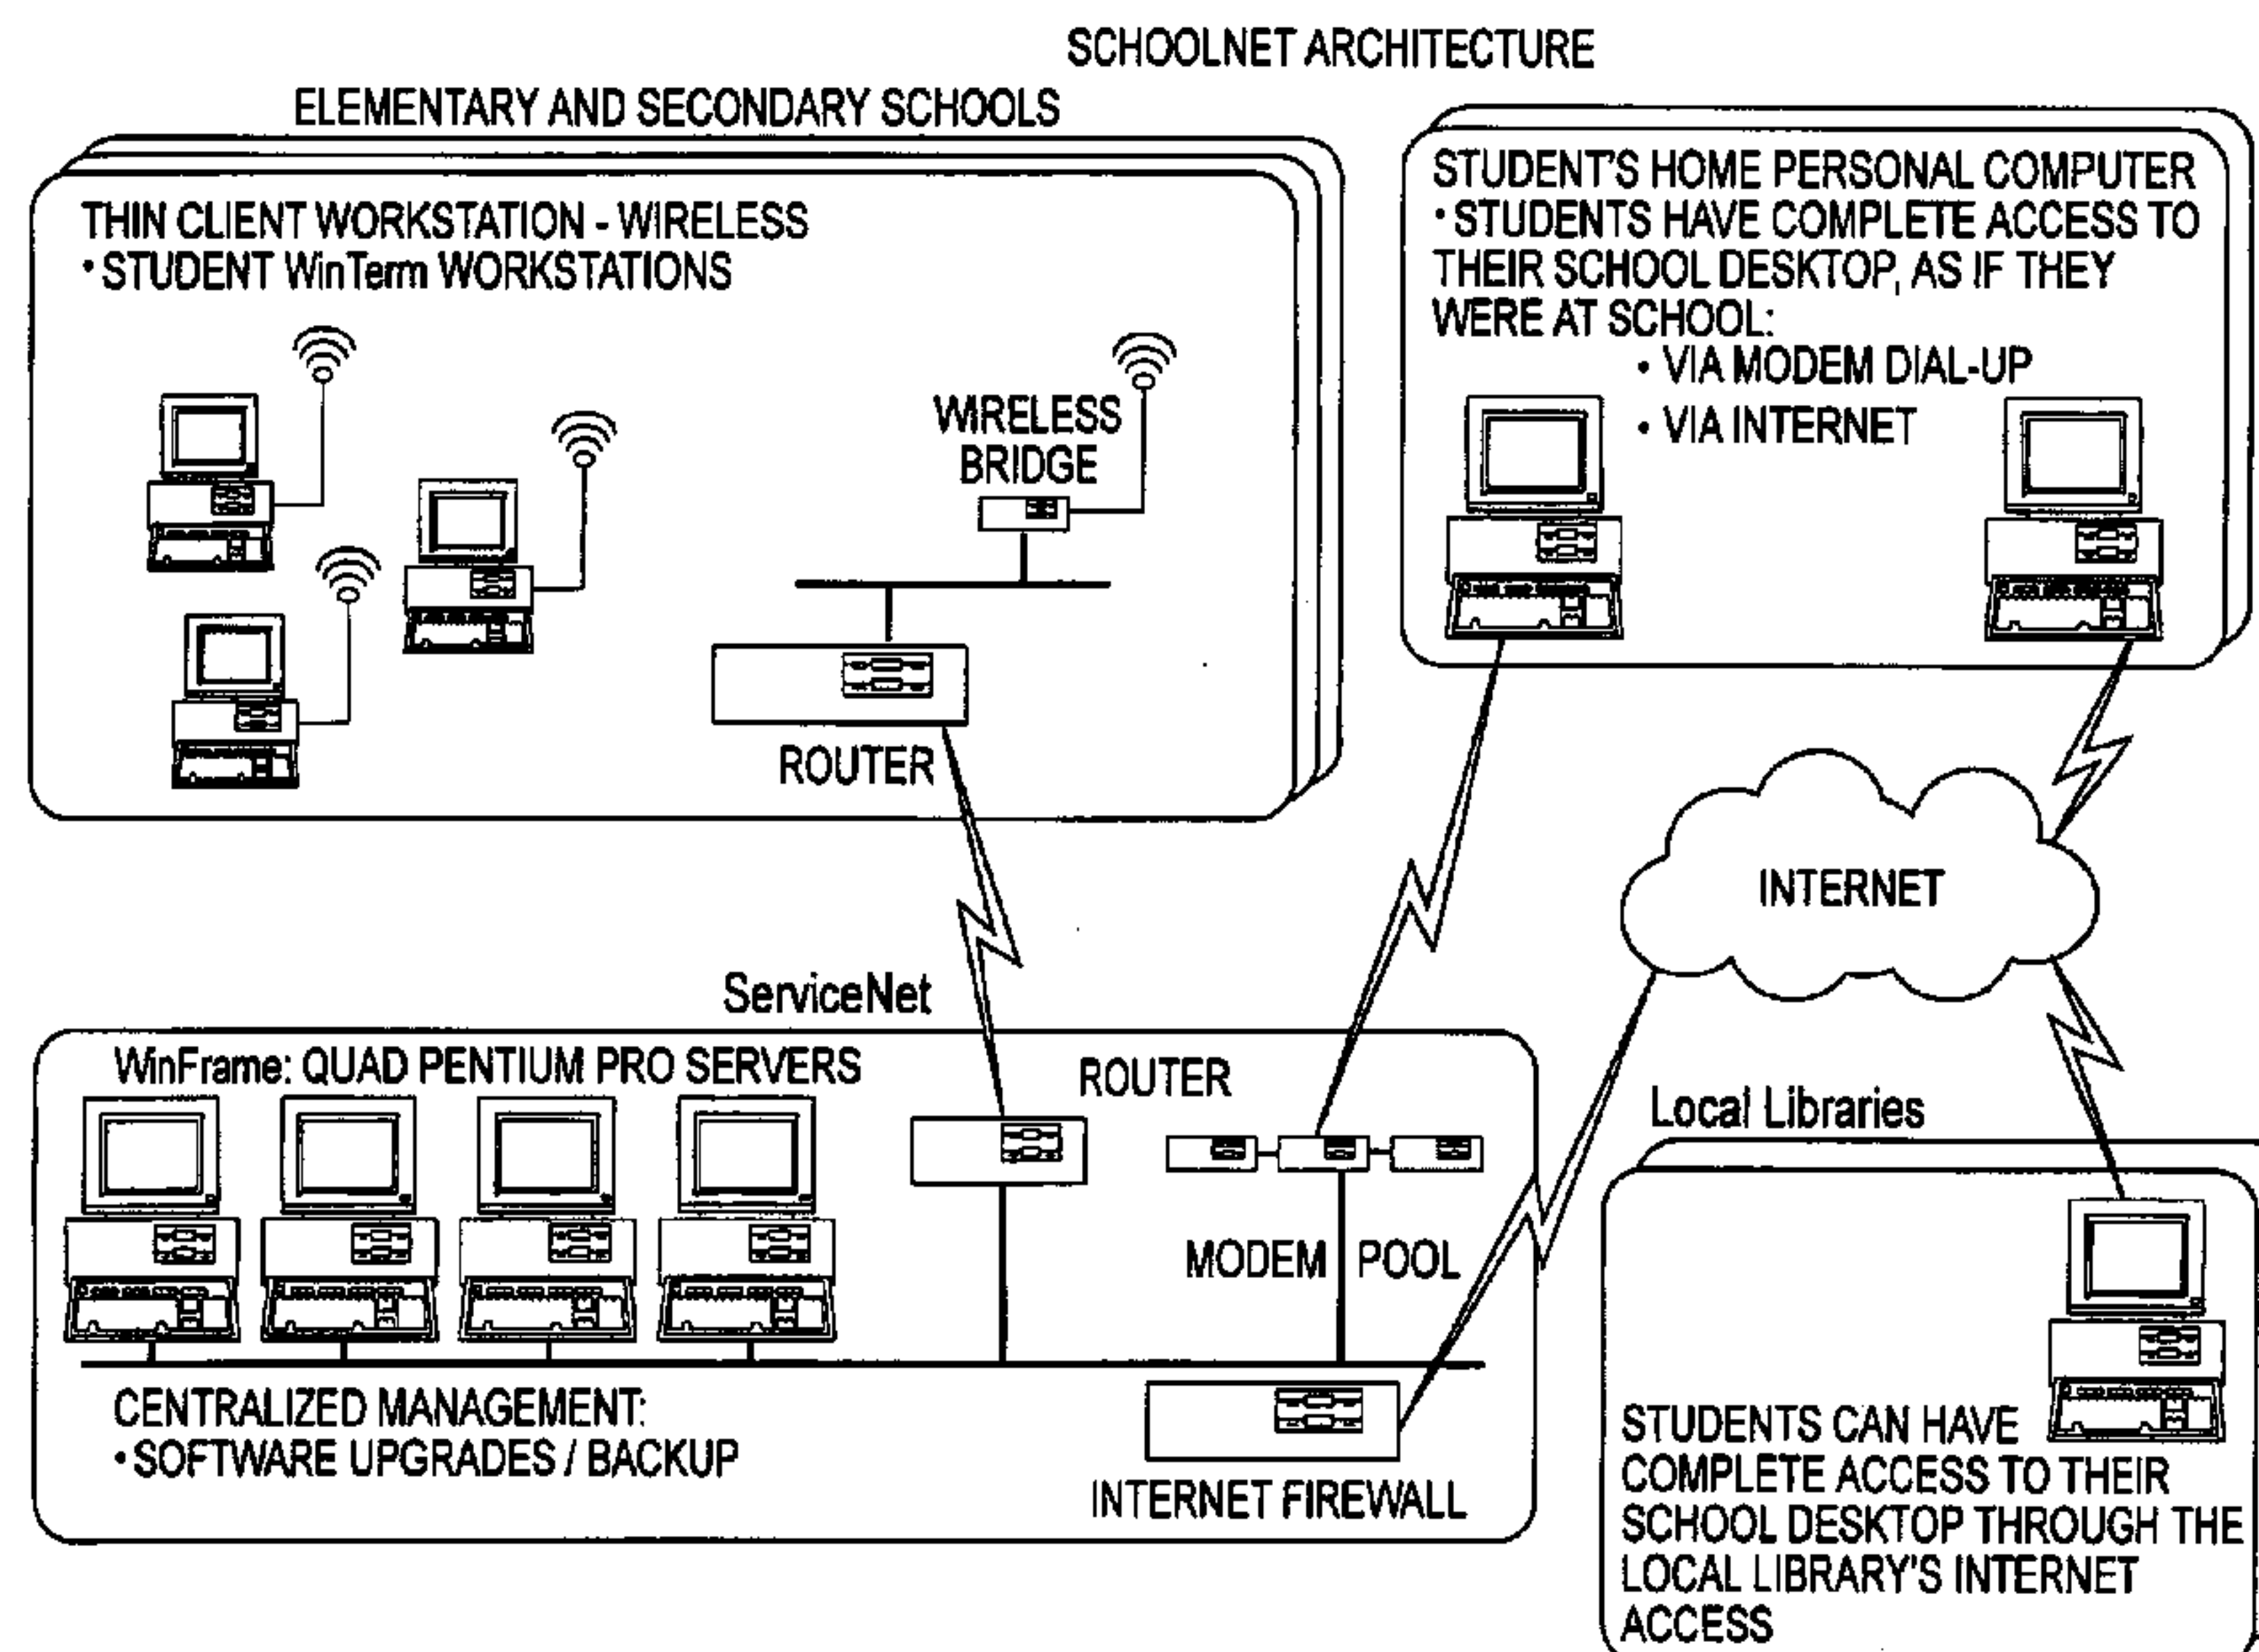 SCHOOLNET ARCHITECTURE
ELEMENTARY AND SECONDARY SCHOOLS
THIN CLIENT WORKSTATION - WIRELESS
• STUDENT WinTerm WORKSTATIONS
WIRELESS
BRIDGE
ROUTER
STUDENT'S HOME PERSONAL COMPUTER
• STUDENTS HAVE COMPLETE ACCESS TO
THEIR SCHOOL DESKTOP, AS IF THEY
WERE AT SCHOOL:
• VIA MODEM DIAL-UP
• VIA INTERNET
INTERNET
ServiceNet
WinFrame: QUAD PENTIUM PRO SERVERS
ROUTER
MODEM POOL
CENTRALIZED MANAGEMENT:
• SOFTWARE UPGRADES / BACKUP
INTERNET FIREWALL
Local Libraries
STUDENTS CAN HAVE
COMPLETE ACCESS TO THEIR
SCHOOL DESKTOP THROUGH THE
LOCAL LIBRARY'S INTERNET
ACCESS